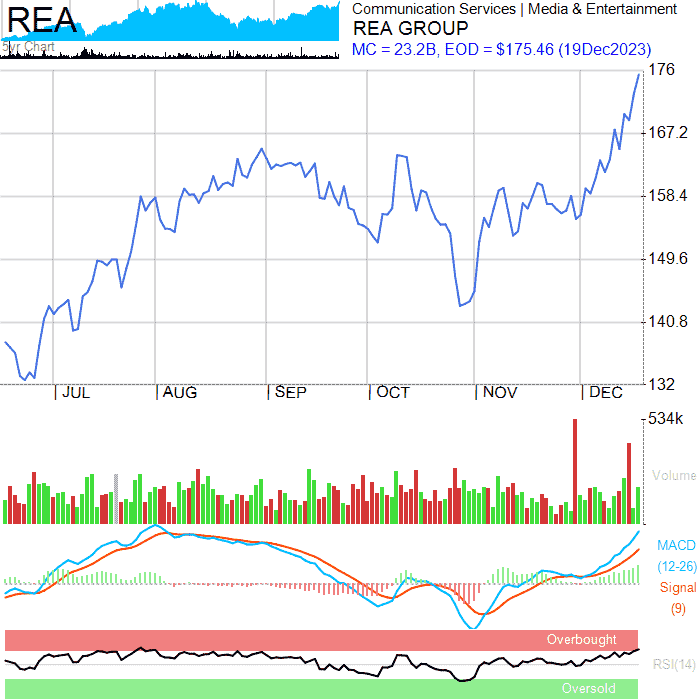 REA
5yr Chart
Communication Services | Media & Entertainment
REA GROUP
MC = 23.2B, EOD = $175.46 (19Dec2023)
176
167.2
158.4
149.6
140.8
132
JUL
AUG
SEP
OCT
NOV
DEC
534k
Volume
MACD
(12-26)
Signal
(9)
Overbought
RSI(14)
Oversold